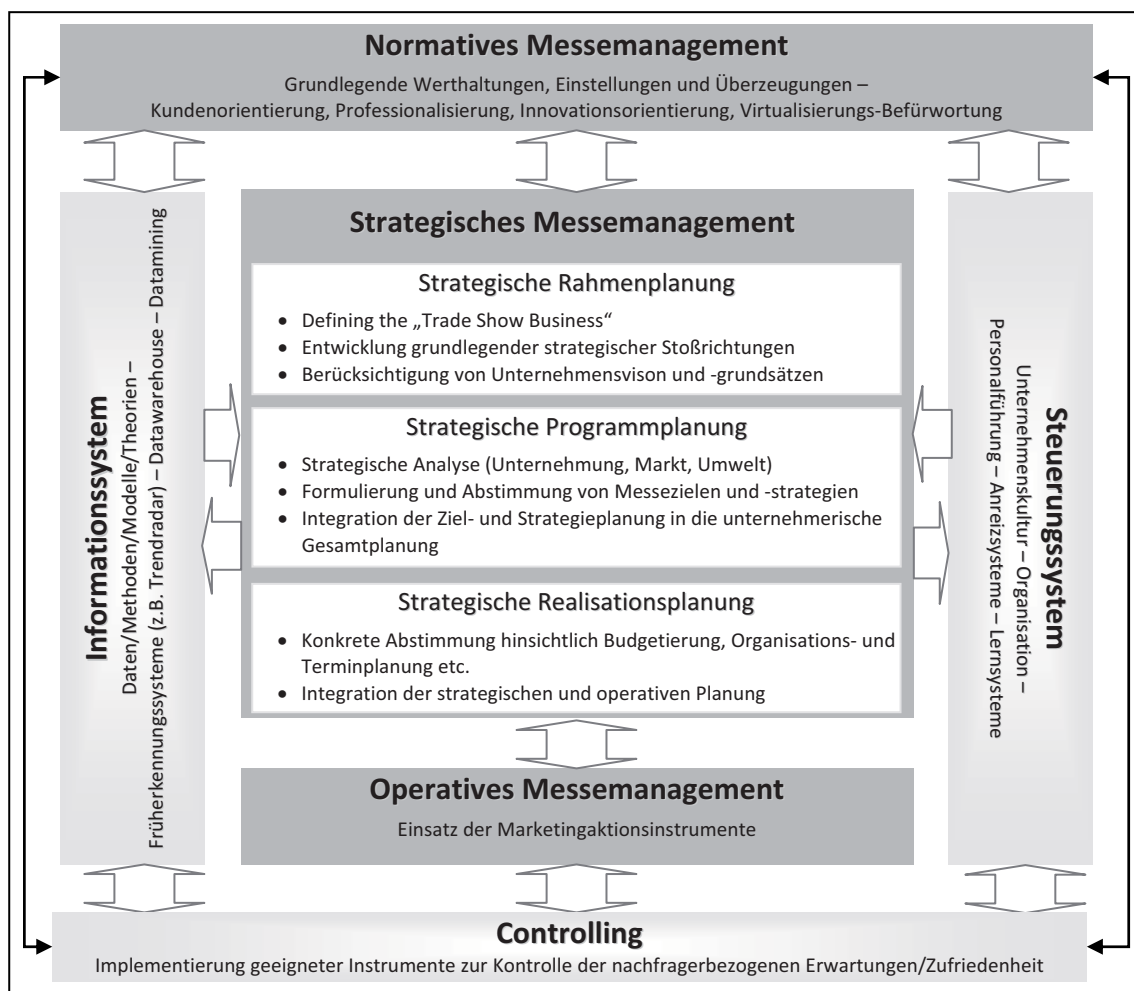 Normatives Messemanagement
Grundlegende Werthaltungen, Einstellungen und Überzeugungen –
Kundenorientierung, Professionalisierung, Innovationsorientierung, Virtualisierungs-Befürwortung
Informationssystem
Daten/Methoden/Modelle/Theorien –
Früherkennungssysteme (z.B. Trendradar) – Datawarehouse – Datamining
Strategisches Messemanagement
Strategische Rahmenplanung
• Defining the „Trade Show Business“
• Entwicklung grundlegender strategischer Stoßrichtungen
• Berücksichtigung von Unternehmensvison und -grundsätzen
Strategische Programmplanung
• Strategische Analyse (Unternehmung, Markt, Umwelt)
• Formulierung und Abstimmung von Messezielen und -strategien
• Integration der Ziel- und Strategieplanung in die unternehmerische
Gesamtplanung
Strategische Realisationsplanung
• Konkrete Abstimmung hinsichtlich Budgetierung, Organisations- und
Terminplanung etc.
• Integration der strategischen und operativen Planung
Steuerungssystem
Unternehmenskultur – Organisation –
Personalführung – Anreizsysteme – Lernsysteme
Operatives Messemanagement
Einsatz der Marketingaktionsinstrumente
Controlling
Implementierung geeigneter Instrumente zur Kontrolle der nachfragerbezogenen Erwartungen/Zufriedenheit